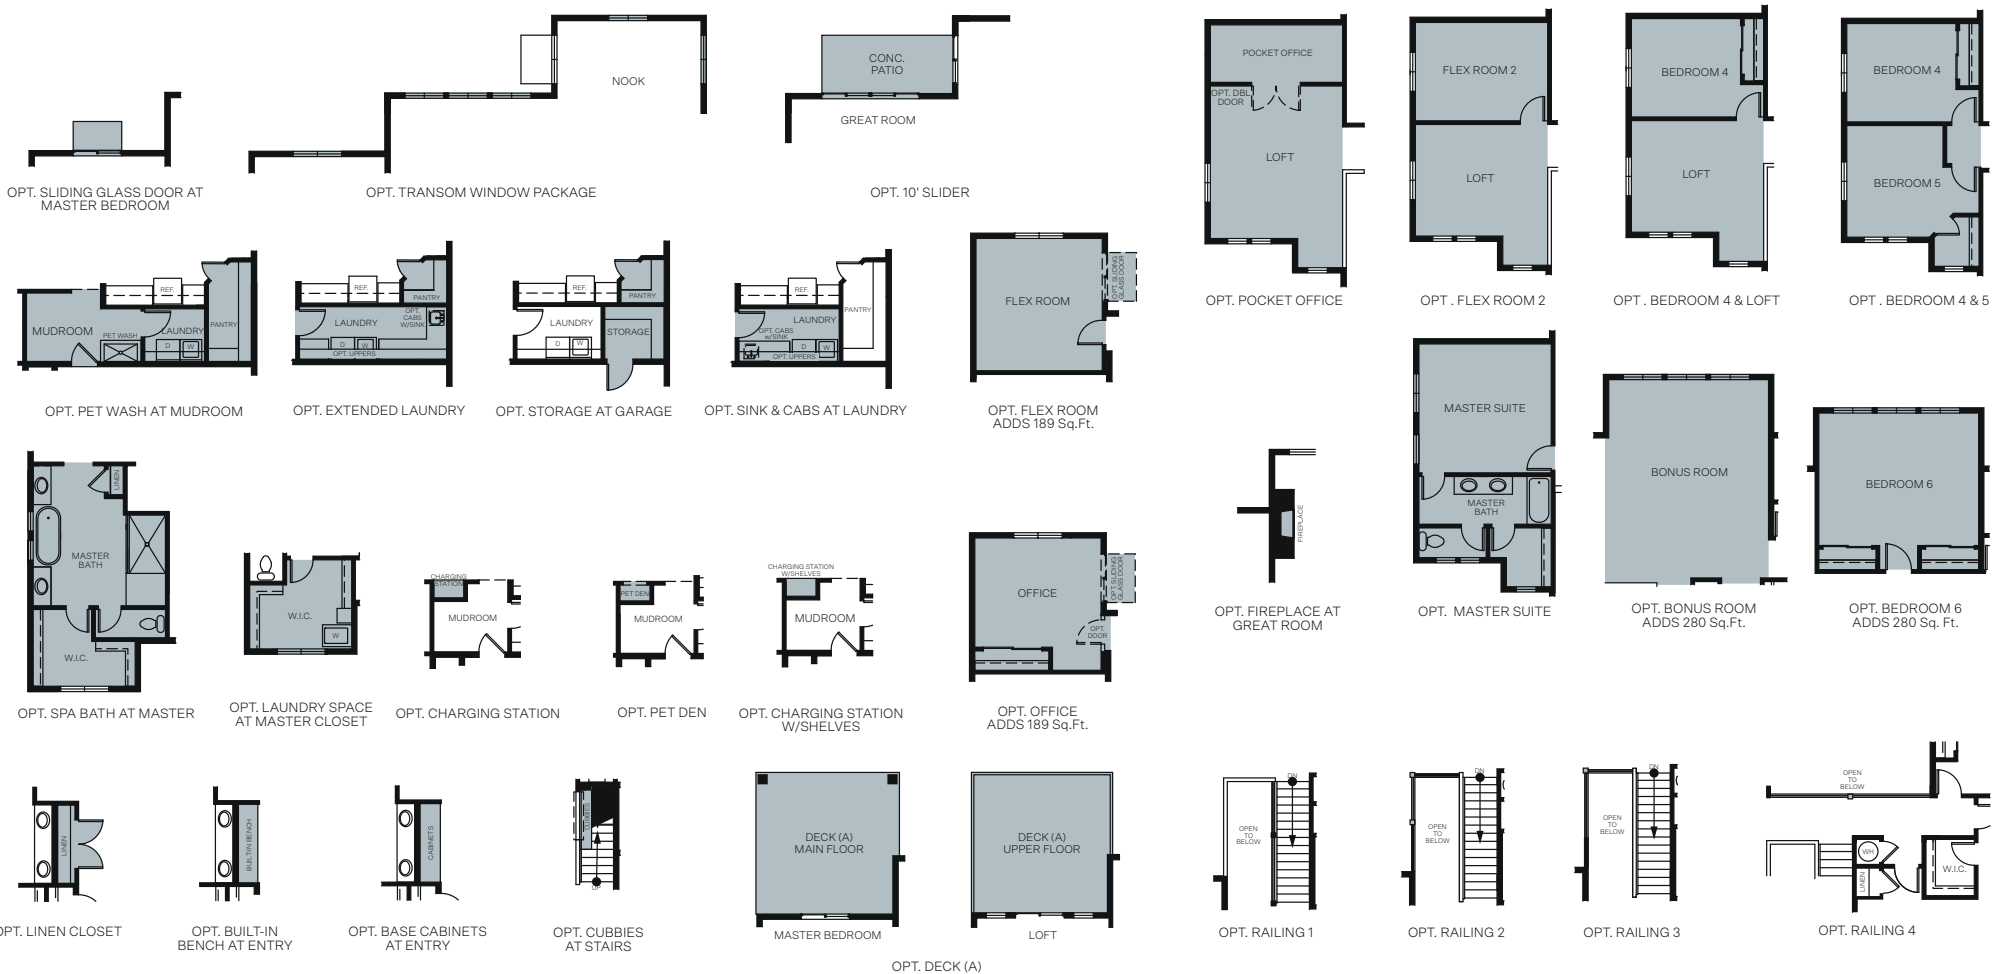 OPT. SLIDING GLASS DOOR AT
MASTER BEDROOM
NOOK
OPT. TRANSOM WINDOW PACKAGE
CONC.
PATIO
GREAT ROOM
OPT. 10' SLIDER
POCKET OFFICE
OPT. DBL.
DOOR
LOFT
OPT. POCKET OFFICE
FLEX ROOM 2
LOFT
OPT . FLEX ROOM 2
BEDROOM 4
LOFT
OPT . BEDROOM 4 & LOFT
BEDROOM 4
BEDROOM 5
OPT . BEDROOM 4 & 5
MUDROOM
PET WASH
REF.
LAUNDRY
D
W
PANTRY
OPT. PET WASH AT MUDROOM
REF.
PANTRY
LAUNDRY
OPT.
CABS
W/SINK
D
W
OPT. UPPERS
OPT. EXTENDED LAUNDRY
REF.
PANTRY
LAUNDRY
STORAGE
D
W
OPT. STORAGE AT GARAGE
REF.
PANTRY
LAUNDRY
OPT. CABS
w/SINK
D
W
OPT. UPPERS
OPT. SINK & CABS AT LAUNDRY
FLEX ROOM
OPT. SLIDING
GLASS DOOR
OPT. FLEX ROOM
ADDS 189 Sq.Ft.
FIREPLACE
OPT. FIREPLACE AT
GREAT ROOM
MASTER SUITE
MASTER
BATH
OPT. MASTER SUITE
BONUS ROOM
OPT. BONUS ROOM
ADDS 280 Sq.Ft.
BEDROOM 6
OPT. BEDROOM 6
ADDS 280 Sq. Ft.
LINEN
MASTER
BATH
W.I.C.
OPT. SPA BATH AT MASTER
W.I.C.
W
OPT. LAUNDRY SPACE
AT MASTER CLOSET
CHARGING
STATION
MUDROOM
OPT. CHARGING STATION
PET DEN
MUDROOM
OPT. PET DEN
CHARGING STATION
W/SHELVES
MUDROOM
OPT. CHARGING STATION
W/SHELVES
OFFICE
OPT. SLIDING
GLASS DOOR
OPT.
DOOR
OPT. OFFICE
ADDS 189 Sq.Ft.
LINEN
OPT. LINEN CLOSET
BUILT-IN BENCH
OPT. BUILT-IN
BENCH AT ENTRY
CABINETS
OPT. BASE CABINETS
AT ENTRY
CUBBIES
UP
OPT. CUBBIES
AT STAIRS
DECK (A)
MAIN FLOOR
MASTER BEDROOM
DECK (A)
UPPER FLOOR
LOFT
OPT. DECK (A)
DN
OPEN
TO
BELOW
OPT. RAILING 1
DN
OPEN
TO
BELOW
OPT. RAILING 2
DN
OPEN
TO
BELOW
OPT. RAILING 3
OPEN
TO
BELOW
WH
LINEN
W.I.C.
OPT. RAILING 4